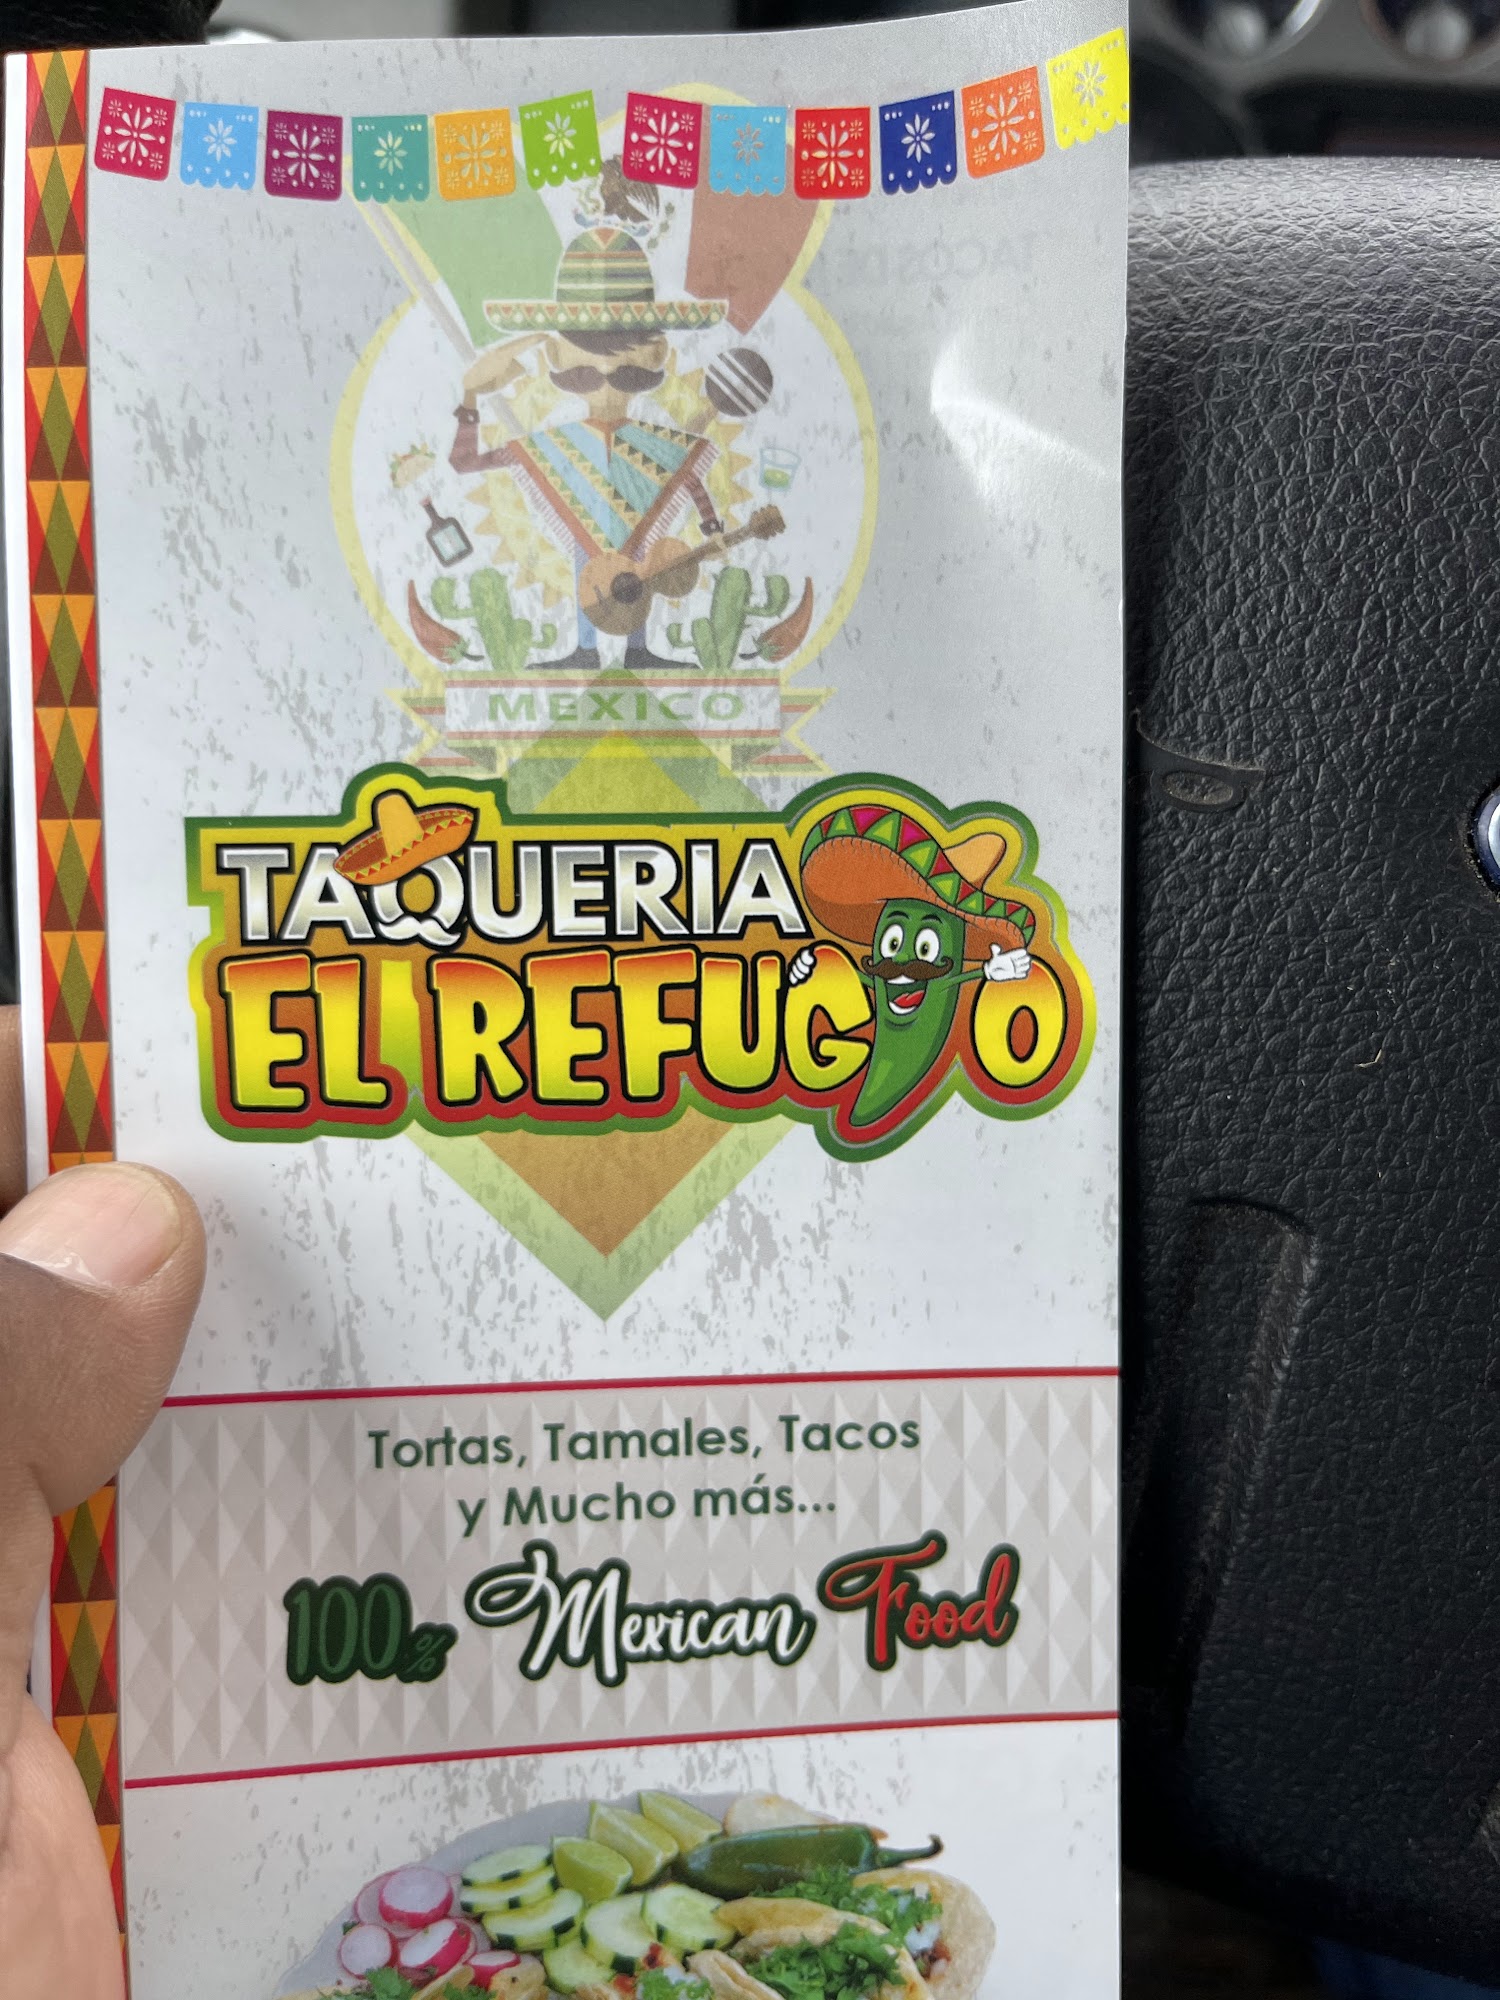 MEXICO
TAQUERIA
EL REFUGIO
Tortas, Tamales, Tacos
y Mucho más...
100% Mexican Food